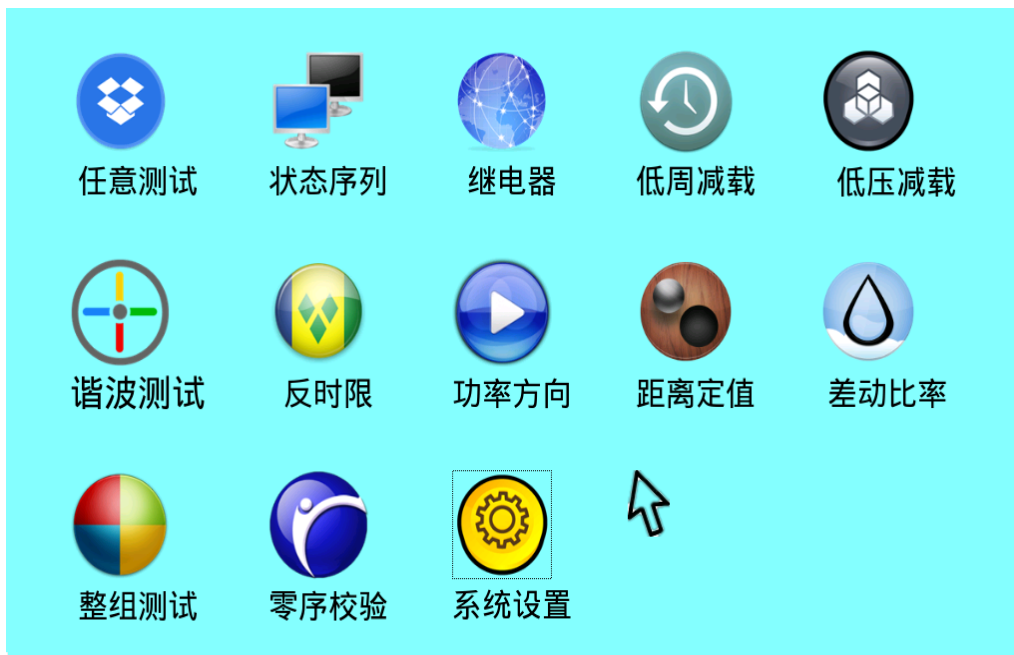 任意测试 状态序列 继电器 低周减载 低压减载
谐波测试 反时限 功率方向 距离定值 差动比率
整组测试 零序校验 系统设置